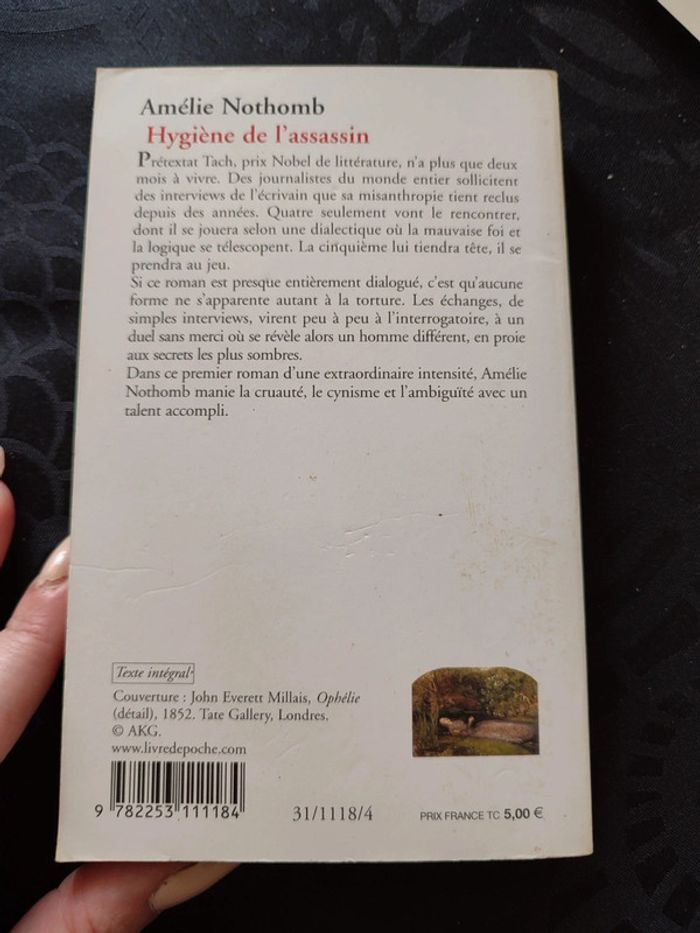 Amélie Nothomb
Hygiène de l'assassin
Prétextat Tach, prix Nobel de littérature, n'a plus que deux
mois à vivre. Des journalistes du monde entier sollicitent
des interviews de l'écrivain que sa misanthropie tient reclus
depuis des années. Quatre seulement vont le rencontrer,
dont il se jouera selon une dialectique où la mauvaise foi et
la logique se télescopent. La cinquième lui tiendra tête, il se
prendra au jeu.
Si ce roman est presque entièrement dialogué, c'est qu'aucune
forme ne s'apparente autant à la torture. Les échanges, de
simples interviews, virent peu à peu à l'interrogatoire, à un
duel sans merci où se révèle alors un homme différent, en proie
aux secrets les plus sombres.
Dans ce premier roman d'une extraordinaire intensité, Amélie
Nothomb manie la cruauté, le cynisme et l'ambiguïté avec un
talent accompli.
Texte intégral
Couverture : John Everett Millais, Ophélie
(détail), 1852. Tate Gallery, Londres.
© AKG.
www.livredepoche.com
9 782253 111184
31/1118/4
PRIX FRANCE TC 5,00 €